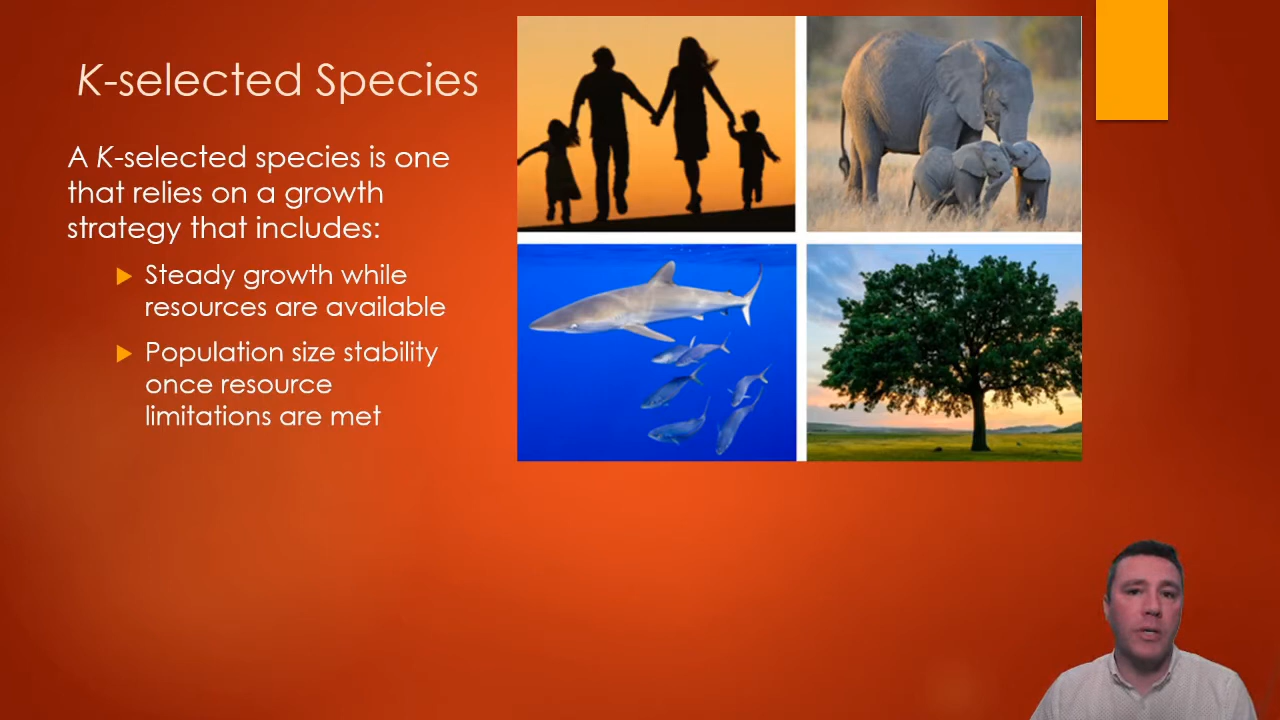 K-selected Species
A K-selected species is one
that relies on a growth
strategy that includes:
Steady growth while
resources are available
Population size stability
once resource
limitations are met